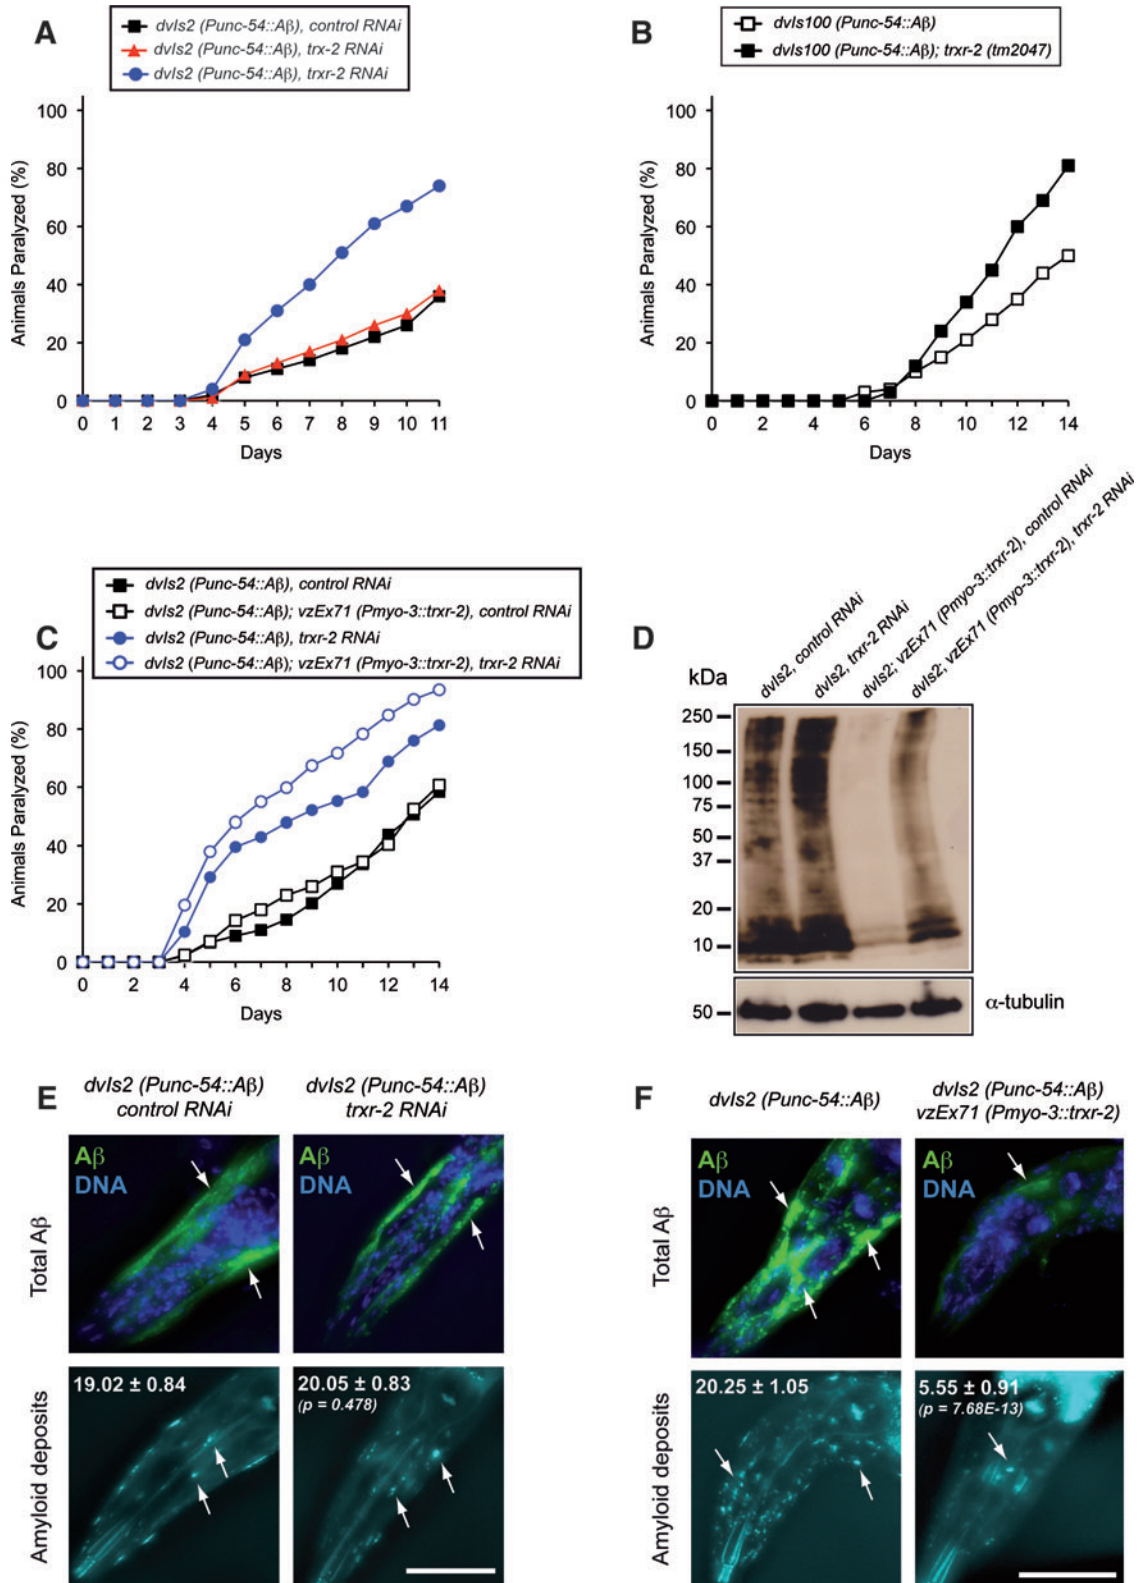 A
dvIs2 (Punc-54::Aβ), control RNAi
dvIs2 (Punc-54::Aβ), trx-2 RNAi
dvIs2 (Punc-54::Aβ), trxr-2 RNAi
100
80
60
40
20
0
Animals Paralyzed (%)
0 1 2 3 4 5 6 7 8 9 10 11
Days
B
dvIs100 (Punc-54::Aβ)
dvIs100 (Punc-54::Aβ); trxr-2 (tm2047)
100
80
60
40
20
0
Animals Paralyzed (%)
0 2 4 6 8 10 12 14
Days
C
dvIs2 (Punc-54::Aβ), control RNAi
dvIs2 (Punc-54::Aβ); vzEx71 (Pmyo-3::trxr-2), control RNAi
dvIs2 (Punc-54::Aβ), trxr-2 RNAi
dvIs2 (Punc-54::Aβ); vzEx71 (Pmyo-3::trxr-2), trxr-2 RNAi
100
80
60
40
20
0
Animals Paralyzed (%)
0 2 4 6 8 10 12 14
Days
D
dvIs2, control RNAi
dvIs2, trxr-2 RNAi
dvIs2; vzEx71 (Pmyo-3::trxr-2), control RNAi
dvIs2; vzEx71 (Pmyo-3::trxr-2), trxr-2 RNAi
kDa
250
150
100
75
50
37
20
10
50
α-tubulin
E
dvIs2 (Punc-54::Aβ)
control RNAi
dvIs2 (Punc-54::Aβ)
trxr-2 RNAi
Total Aβ
Aβ
DNA
Aβ
DNA
Amyloid deposits
19.02 ± 0.84
20.05 ± 0.83
(p = 0.478)
F
dvIs2 (Punc-54::Aβ)
dvIs2 (Punc-54::Aβ)
vzEx71 (Pmyo-3::trxr-2)
Total Aβ
Aβ
DNA
Aβ
DNA
Amyloid deposits
20.25 ± 1.05
5.55 ± 0.91
(p = 7.68E-13)